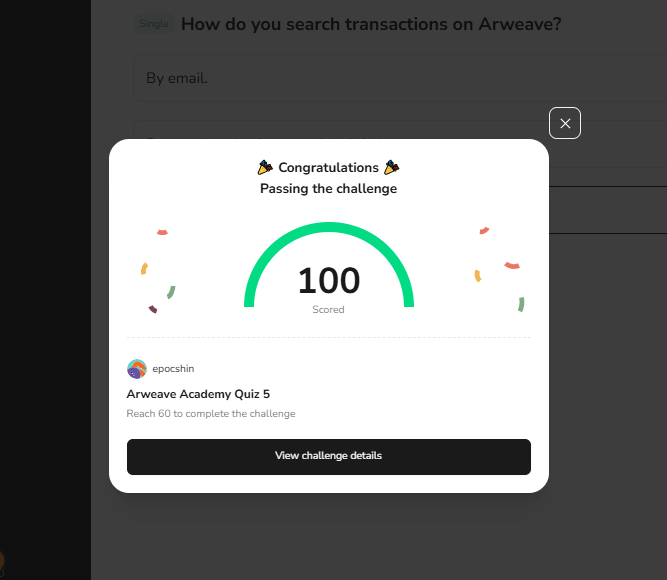 Single
How do you search transactions on Arweave?
By email.
Congratulations
Passing the challenge
100
Scored
epocshin
Arweave Academy Quiz 5
Reach 60 to complete the challenge
View challenge details